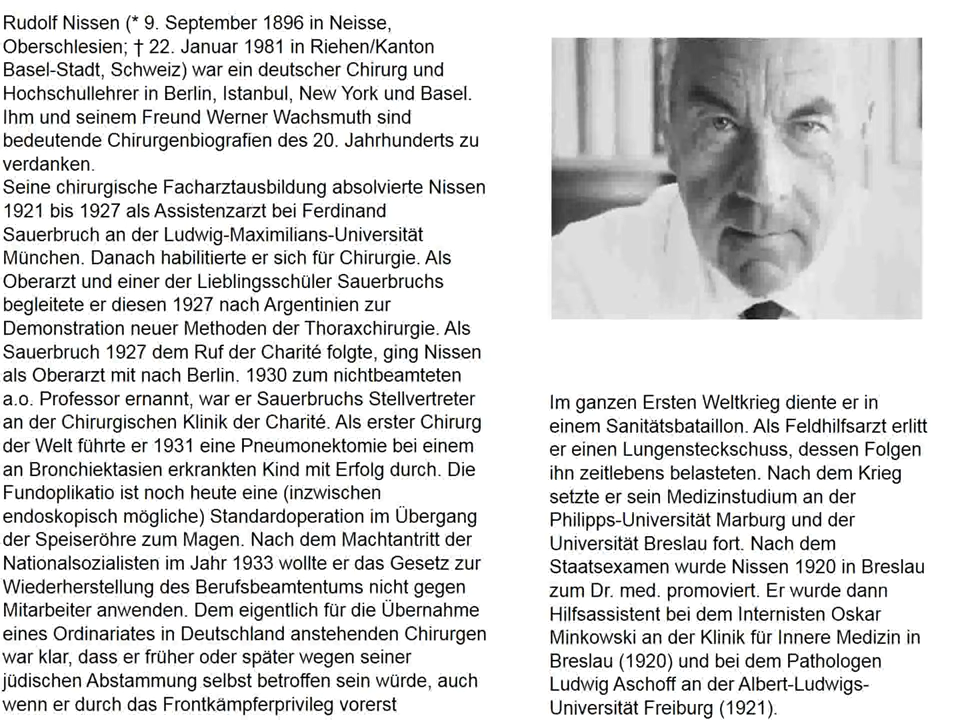 Rudolf Nissen (* 9. September 1896 in Neisse,
Oberschlesien; † 22. Januar 1981 in Riehen/Kanton
Basel-Stadt, Schweiz) war ein deutscher Chirurg und
Hochschullehrer in Berlin, Istanbul, New York und Basel.
Ihm und seinem Freund Werner Wachsmuth sind
bedeutende Chirurgenbiografien des 20. Jahrhunderts zu
verdanken.
Seine chirurgische Facharztausbildung absolvierte Nissen
1921 bis 1927 als Assistenzarzt bei Ferdinand
Sauerbruch an der Ludwig-Maximilians-Universität
München. Danach habilitierte er sich für Chirurgie. Als
Oberarzt und einer der Lieblingsschüler Sauerbruchs
begleitete er diesen 1927 nach Argentinien zur
Demonstration neuer Methoden der Thoraxchirurgie. Als
Sauerbruch 1927 dem Ruf der Charité folgte, ging Nissen
als Oberarzt mit nach Berlin. 1930 zum nichtbeamteten
a.o. Professor ernannt, war er Sauerbruchs Stellvertreter
an der Chirurgischen Klinik der Charité. Als erster Chirurg
der Welt führte er 1931 eine Pneumonektomie bei einem
an Bronchiektasien erkrankten Kind mit Erfolg durch. Die
Fundoplikatio ist noch heute eine (inzwischen
endoskopisch mögliche) Standardoperation im Übergang
der Speiseröhre zum Magen. Nach dem Machtantritt der
Nationalsozialisten im Jahr 1933 wollte er das Gesetz zur
Wiederherstellung des Berufsbeamtentums nicht gegen
Mitarbeiter anwenden. Dem eigentlich für die Übernahme
eines Ordinariates in Deutschland anstehenden Chirurgen
war klar, dass er früher oder später wegen seiner
jüdischen Abstammung selbst betroffen sein würde, auch
wenn er durch das Frontkämpferprivileg vorerst
Im ganzen Ersten Weltkrieg diente er in
einem Sanitätsbataillon. Als Feldhilfsarzt erlitt
er einen Lungensteckschuss, dessen Folgen
ihn zeitlebens belasteten. Nach dem Krieg
setzte er sein Medizinstudium an der
Philipps-Universität Marburg und der
Universität Breslau fort. Nach dem
Staatsexamen wurde Nissen 1920 in Breslau
zum Dr. med. promoviert. Er wurde dann
Hilfsassistent bei dem Internisten Oskar
Minkowski an der Klinik für Innere Medizin in
Breslau (1920) und bei dem Pathologen
Ludwig Aschoff an der Albert-Ludwigs-
Universität Freiburg (1921).